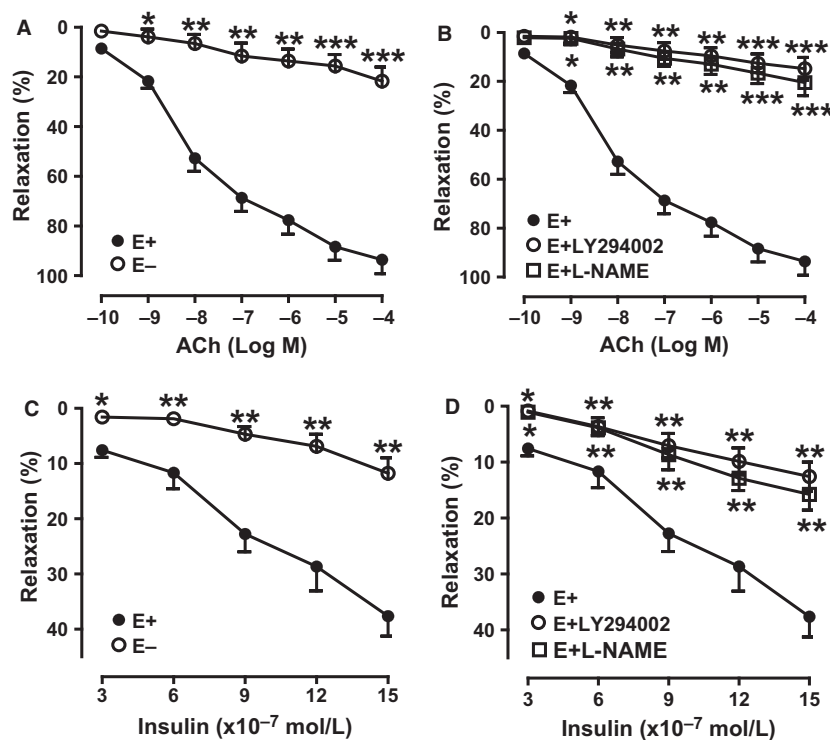 A
Relaxation (%)
0
20
40
60
80
100
* ** ** ** *** ***
E+
E–
–10 –9 –8 –7 –6 –5 –4
ACh (Log M)
B
Relaxation (%)
0
20
40
60
80
100
* ** ** ** *** ***
* ** ** ** *** ***
E+
E+LY294002
E+L-NAME
–10 –9 –8 –7 –6 –5 –4
ACh (Log M)
C
Relaxation (%)
0
10
20
30
40
* ** ** ** **
E+
E–
3 6 9 12 15
Insulin (x10⁻⁷ mol/L)
D
Relaxation (%)
0
10
20
30
40
* ** ** ** **
* ** ** ** **
E+
E+LY294002
E+L-NAME
3 6 9 12 15
Insulin (x10⁻⁷ mol/L)